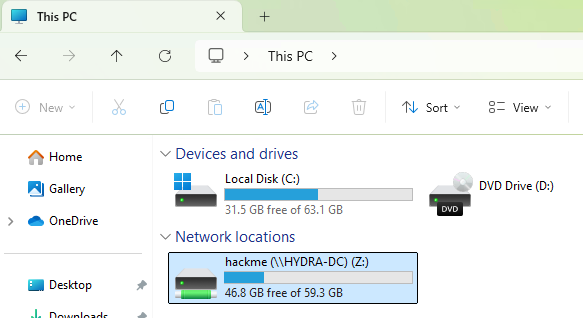 This PC
This PC
New
Sort
View
Home
Gallery
OneDrive
Desktop
Downloads
Devices and drives
Local Disk (C:)
31.5 GB free of 63.1 GB
DVD Drive (D:)
DVD
Network locations
hackme (\\HYDRA-DC) (Z:)
46.8 GB free of 59.3 GB